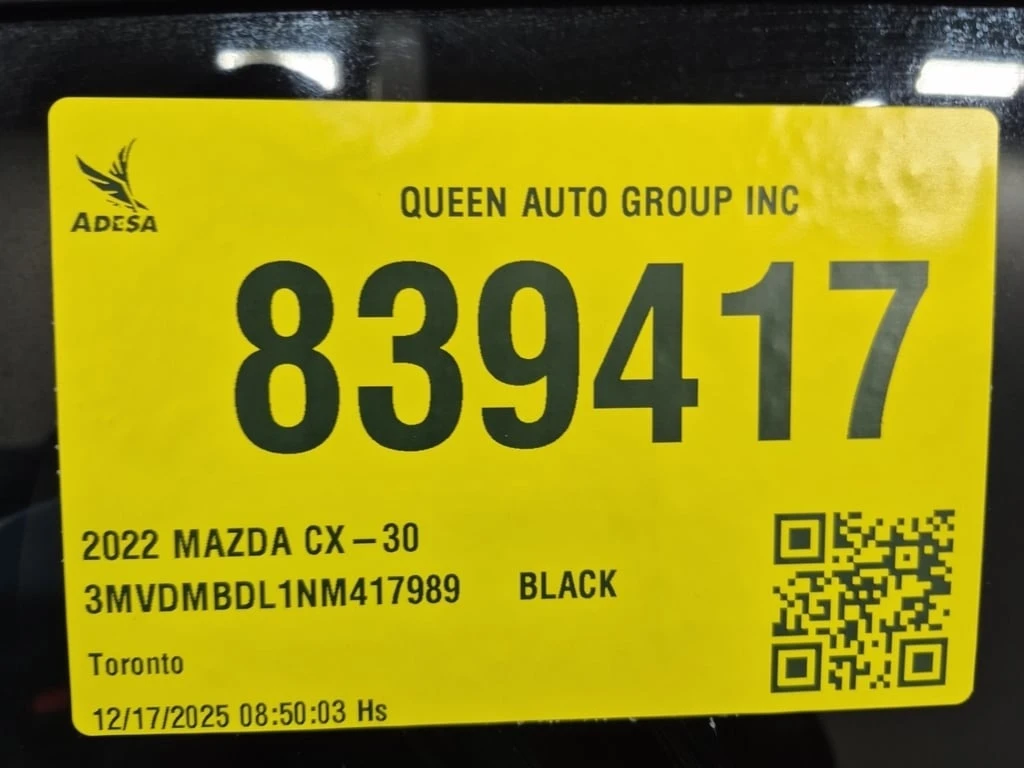 ADESA
QUEEN AUTO GROUP INC
839417
2022 MAZDA CX-30
3MVDMBDL1NM417989 BLACK
Toronto
12/17/2025 08:50:03 Hs